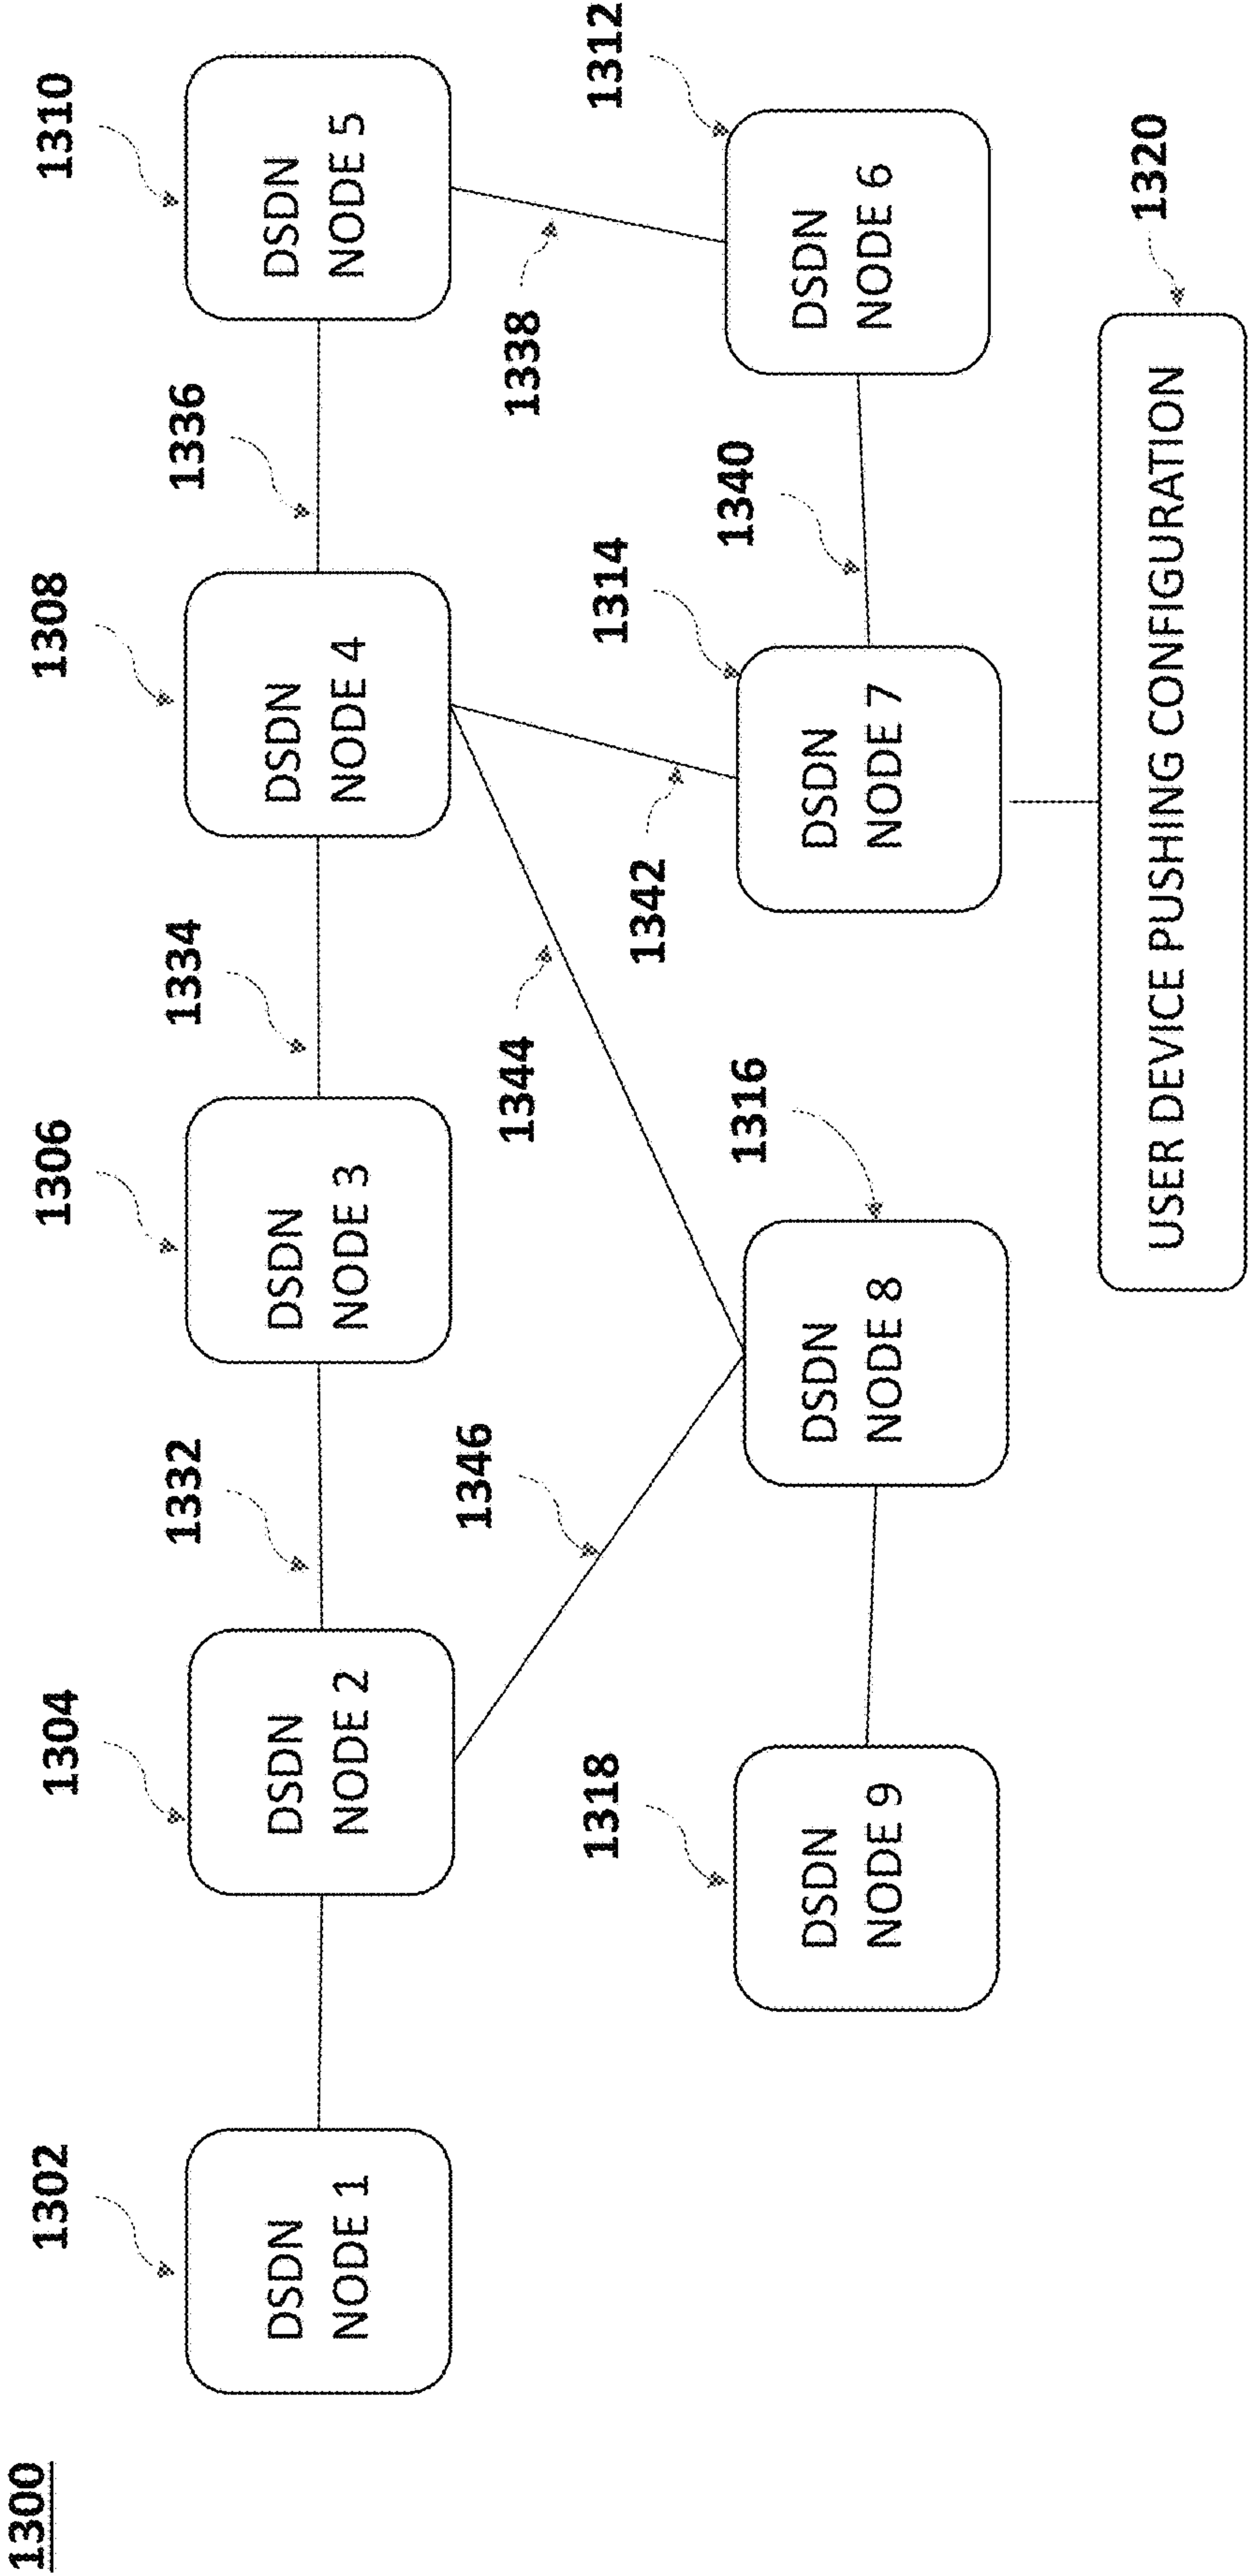 1300
1302
1304
1306
1308
1310
DSDN
NODE 1
DSDN
NODE 2
DSDN
NODE 3
DSDN
NODE 4
DSDN
NODE 5
1332
1334
1336
1346
1344
1342
1338
1318
1316
1314
1340
1312
DSDN
NODE 9
DSDN
NODE 8
DSDN
NODE 7
DSDN
NODE 6
1320
USER DEVICE PUSHING CONFIGURATION